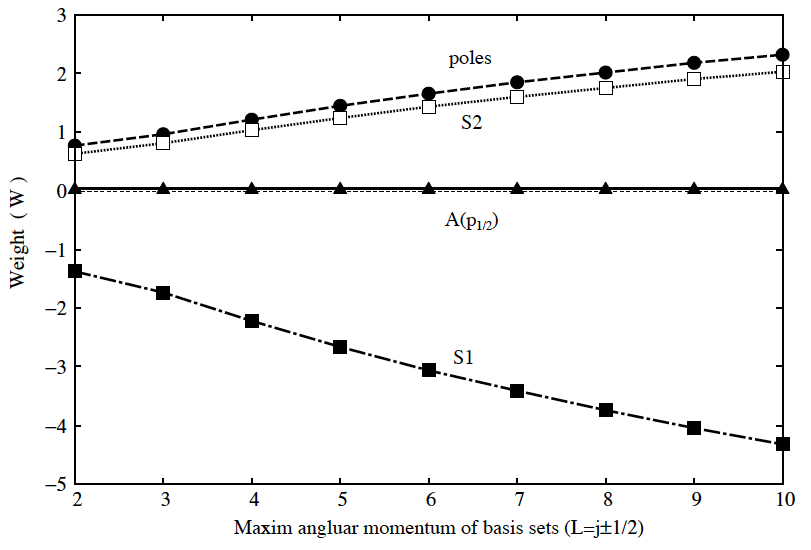 3
2
1
0
−1
−2
−3
−4
−5
Weight ( W )
poles
S2
A(p1/2)
S1
2 3 4 5 6 7 8 9 10
Maxim angluar momentum of basis sets (L=j±1/2)